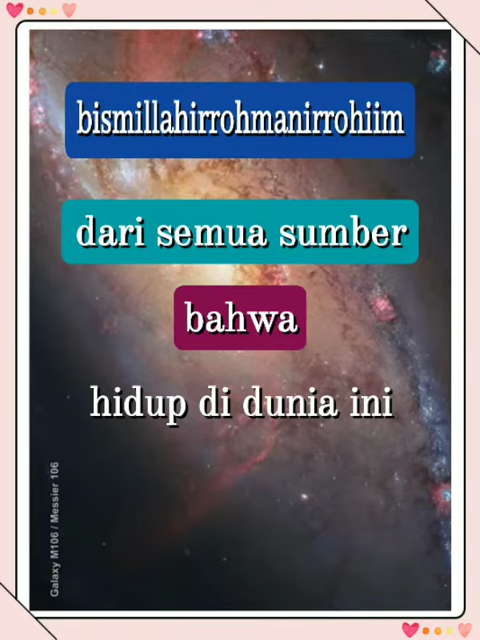 bismillahirrohmanirrohiim
dari semua sumber
bahwa
hidup di dunia ini
Galaxy M106 / Messier 106